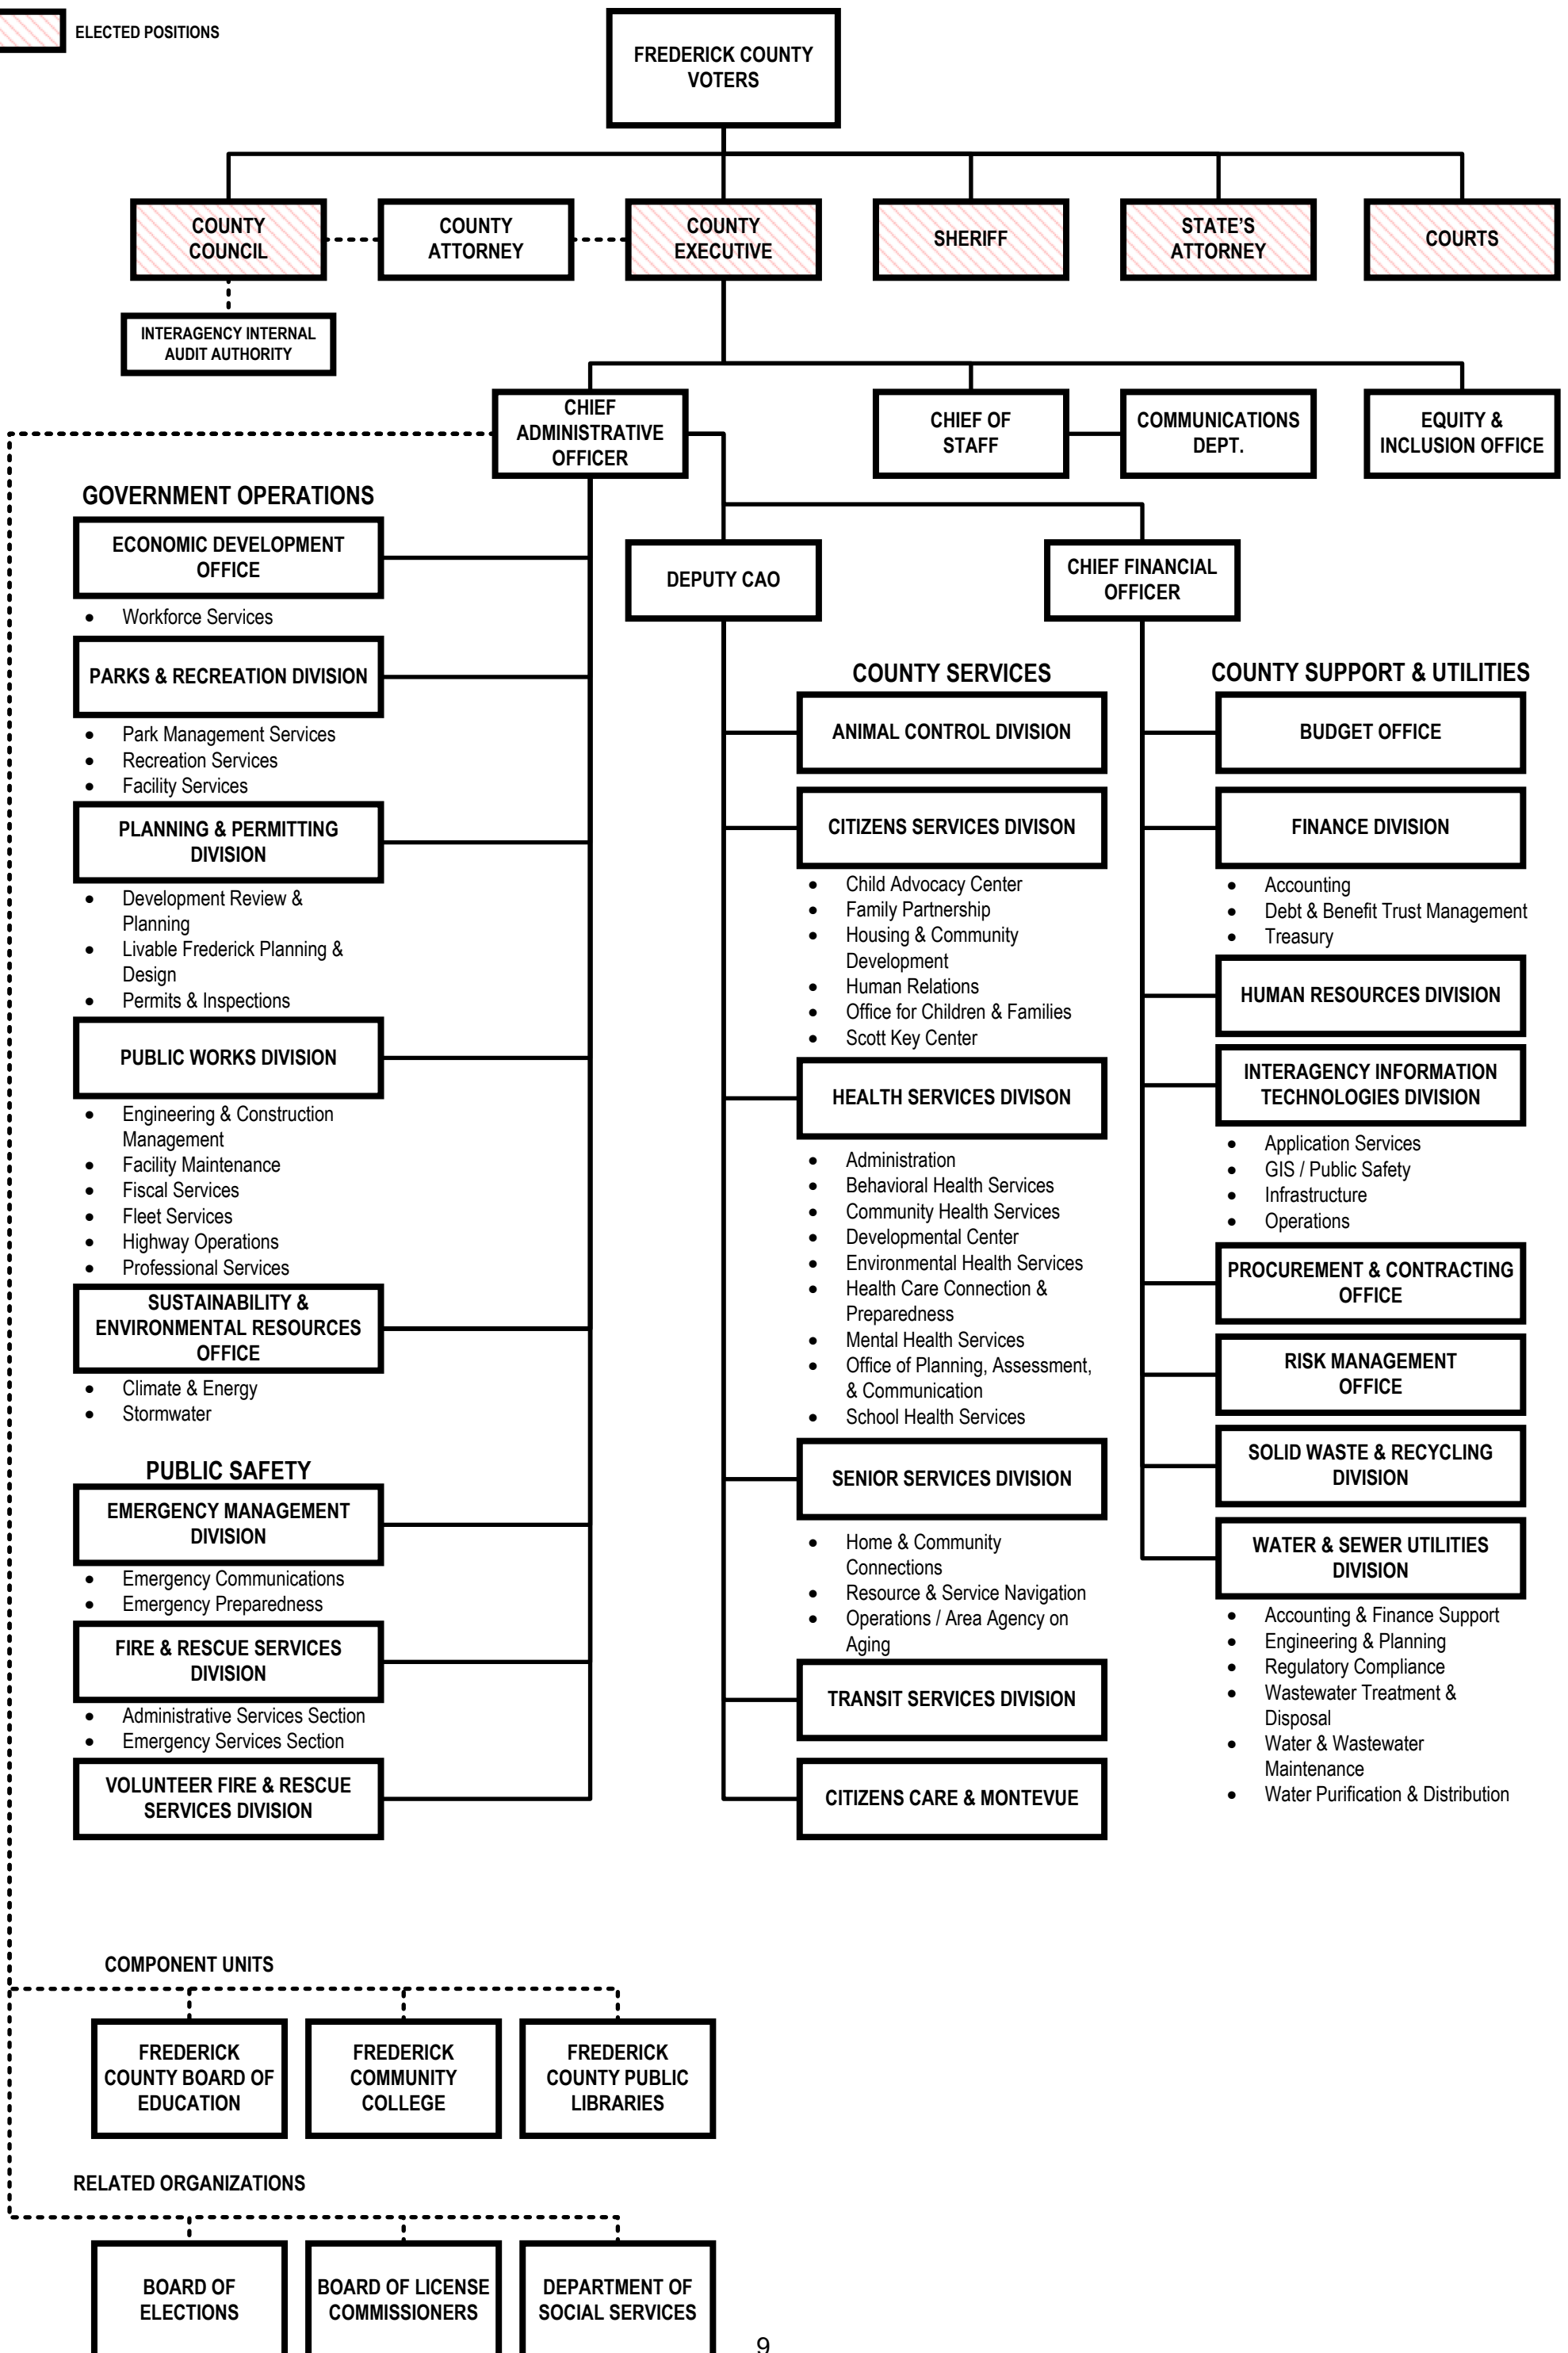 ELECTED POSITIONS
FREDERICK COUNTY
VOTERS
COUNTY
COUNCIL
COUNTY
ATTORNEY
COUNTY
EXECUTIVE
SHERIFF
STATE'S
ATTORNEY
COURTS
INTERAGENCY INTERNAL
AUDIT AUTHORITY
CHIEF
ADMINISTRATIVE
OFFICER
CHIEF OF
STAFF
COMMUNICATIONS
DEPT.
EQUITY &
INCLUSION OFFICE
DEPUTY CAO
CHIEF FINANCIAL
OFFICER
GOVERNMENT OPERATIONS
ECONOMIC DEVELOPMENT
OFFICE
• Workforce Services
PARKS & RECREATION DIVISION
• Park Management Services
• Recreation Services
• Facility Services
PLANNING & PERMITTING
DIVISION
• Development Review &
Planning
• Livable Frederick Planning &
Design
• Permits & Inspections
PUBLIC WORKS DIVISION
• Engineering & Construction
Management
• Facility Maintenance
• Fiscal Services
• Fleet Services
• Highway Operations
• Professional Services
SUSTAINABILITY &
ENVIRONMENTAL RESOURCES
OFFICE
• Climate & Energy
• Stormwater
PUBLIC SAFETY
EMERGENCY MANAGEMENT
DIVISION
• Emergency Communications
• Emergency Preparedness
FIRE & RESCUE SERVICES
DIVISION
• Administrative Services Section
• Emergency Services Section
VOLUNTEER FIRE & RESCUE
SERVICES DIVISION
COUNTY SERVICES
ANIMAL CONTROL DIVISION
CITIZENS SERVICES DIVISON
• Child Advocacy Center
• Family Partnership
• Housing & Community
Development
• Human Relations
• Office for Children & Families
• Scott Key Center
HEALTH SERVICES DIVISON
• Administration
• Behavioral Health Services
• Community Health Services
• Developmental Center
• Environmental Health Services
• Health Care Connection &
Preparedness
• Mental Health Services
• Office of Planning, Assessment,
& Communication
• School Health Services
SENIOR SERVICES DIVISION
• Home & Community
Connections
• Resource & Service Navigation
• Operations / Area Agency on
Aging
TRANSIT SERVICES DIVISION
CITIZENS CARE & MONTEVUE
COUNTY SUPPORT & UTILITIES
BUDGET OFFICE
FINANCE DIVISION
• Accounting
• Debt & Benefit Trust Management
• Treasury
HUMAN RESOURCES DIVISION
INTERAGENCY INFORMATION
TECHNOLOGIES DIVISION
• Application Services
• GIS / Public Safety
• Infrastructure
• Operations
PROCUREMENT & CONTRACTING
OFFICE
RISK MANAGEMENT
OFFICE
SOLID WASTE & RECYCLING
DIVISION
WATER & SEWER UTILITIES
DIVISION
• Accounting & Finance Support
• Engineering & Planning
• Regulatory Compliance
• Wastewater Treatment &
Disposal
• Water & Wastewater
Maintenance
• Water Purification & Distribution
COMPONENT UNITS
FREDERICK
COUNTY BOARD OF
EDUCATION
FREDERICK
COMMUNITY
COLLEGE
FREDERICK
COUNTY PUBLIC
LIBRARIES
RELATED ORGANIZATIONS
BOARD OF
ELECTIONS
BOARD OF LICENSE
COMMISSIONERS
DEPARTMENT OF
SOCIAL SERVICES
9